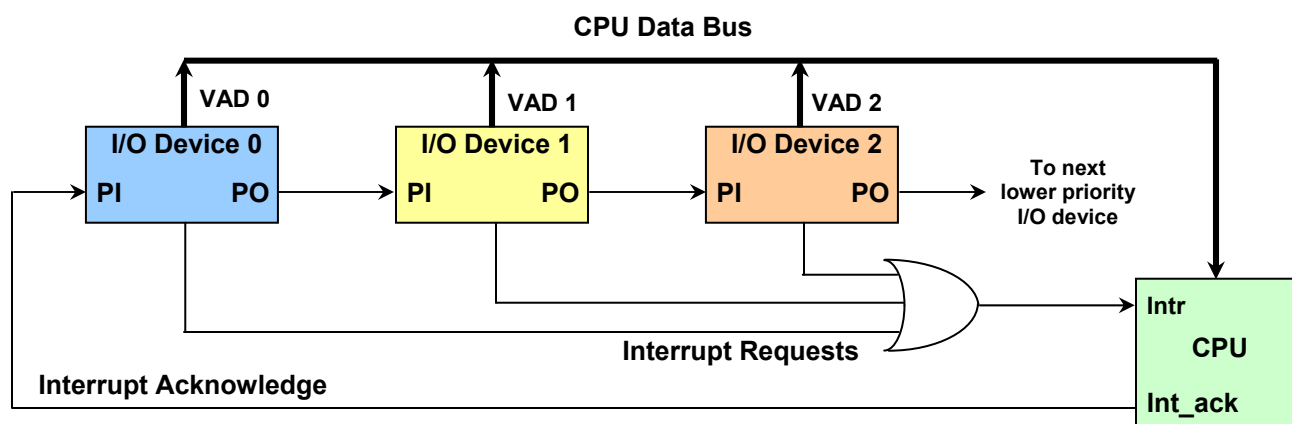 CPU Data Bus
VAD 0
VAD 1
VAD 2
I/O Device 0
PI
PO
I/O Device 1
PI
PO
I/O Device 2
PI
PO
To next
lower priority
I/O device
Intr
CPU
Int_ack
Interrupt Requests
Interrupt Acknowledge